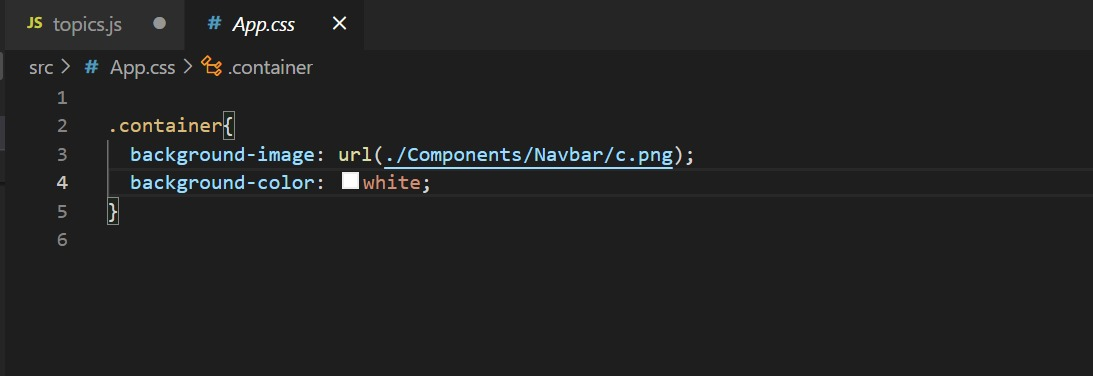 JS topics.js ● # App.css ×
src > # App.css > .container
1
2 .container{
3 background-image: url(./Components/Navbar/c.png);
4 background-color: white;
5 }
6